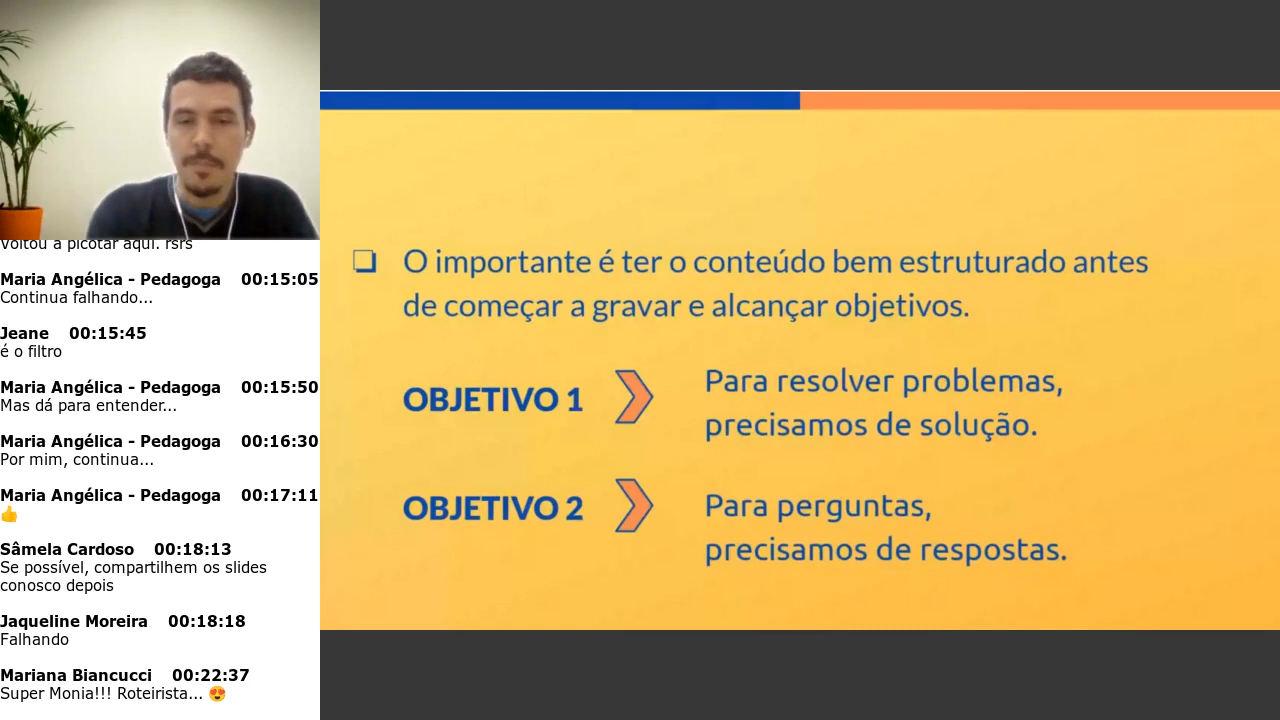 Voltou a picotar aqui. rsrs
Maria Angélica - Pedagoga 00:15:05
Continua falhando...
Jeane 00:15:45
é o filtro
Maria Angélica - Pedagoga 00:15:50
Mas dá para entender...
Maria Angélica - Pedagoga 00:16:30
Por mim, continua...
Maria Angélica - Pedagoga 00:17:11
👍
Sâmela Cardoso 00:18:13
Se possível, compartilhem os slides
conosco depois
Jaqueline Moreira 00:18:18
Falhando
Mariana Biancucci 00:22:37
Super Monia!!! Roteirista... 😍
❏ O importante é ter o conteúdo bem estruturado antes
de começar a gravar e alcançar objetivos.
OBJETIVO 1
Para resolver problemas,
precisamos de solução.
OBJETIVO 2
Para perguntas,
precisamos de respostas.